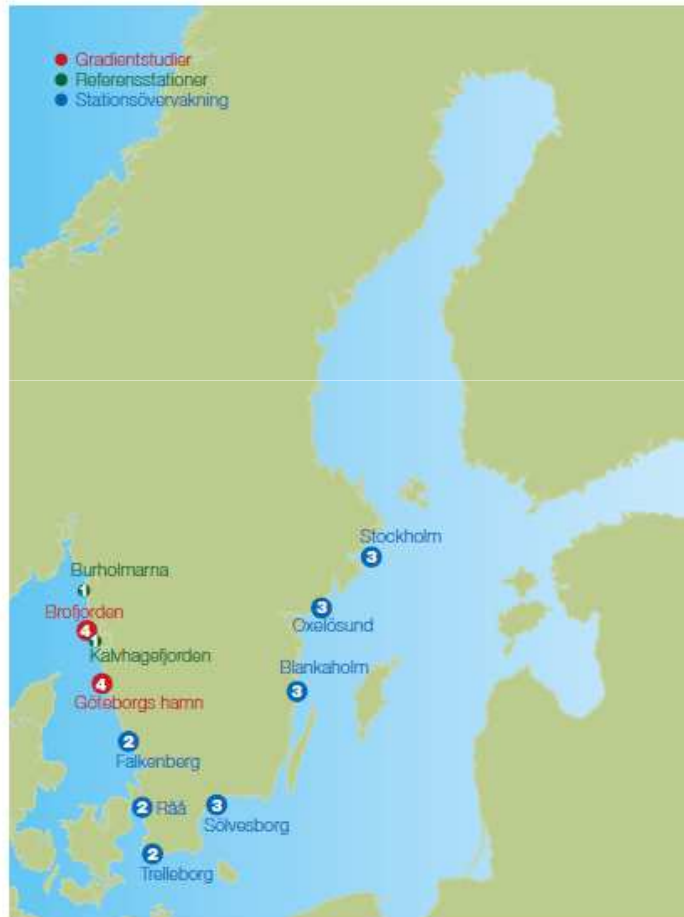 Gradientstudier
Referensstationer
Stationsövervakning
Stockholm
3
Burholmarna
1
3
Oxelösund
Brofjorden
4
1
Kalvhagefjorden
Blankaholm
3
4
Göteborgs hamn
2
Falkenberg
2 Råå
3
Sölvesborg
2
Trelleborg